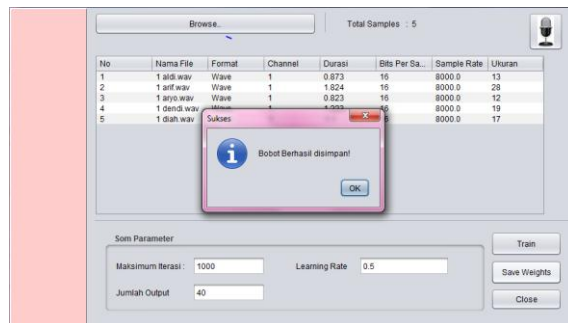 Browse.. Total Samples : 5
No Nama File Format Channel Durasi Bits Per Sa... Sample Rate Ukuran
1 1 aldi.wav Wave 1 0.873 16 8000.0 13
2 1 arif.wav Wave 1 1.824 16 8000.0 28
3 1 aryo.wav Wave 1 0.823 16 8000.0 12
4 1 dendi.wav 8000.0 19
5 1 diah.wav 8000.0 17
Sukses
Bobot Berhasil disimpan!
OK
Som Parameter
Train
Maksimum Iterasi : 1000 Learning Rate 0.5
Save Weights
Jumlah Output 40
Close